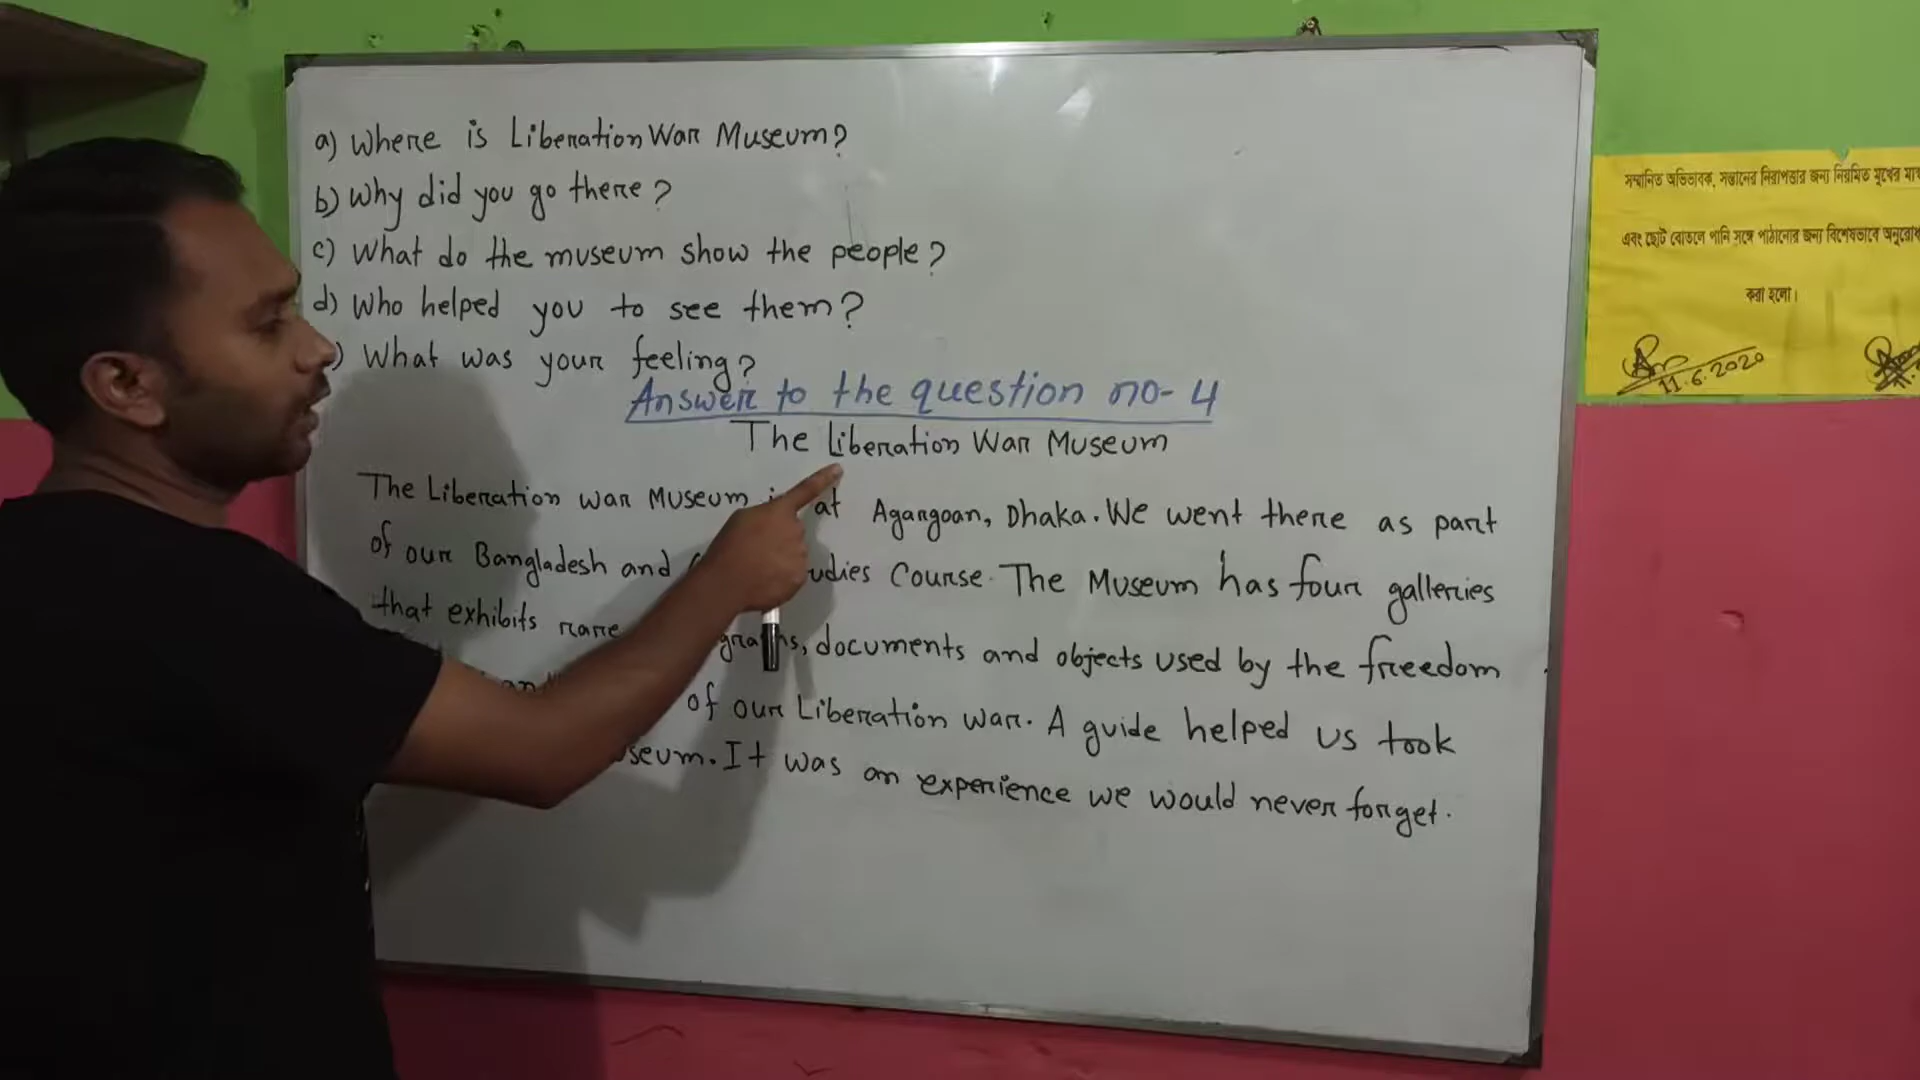 a) Where is Liberation War Museum?
b) Why did you go there?
c) What do the museum show the people?
d) Who helped you to see them?
) What was your feeling?
Answer to the question no- 4
The Liberation War Museum
The Liberation war Museum at Agargoan, Dhaka. We went there as part
of our Bangladesh and udies Course. The Museum has four galleries
that exhibits rare documents and objects used by the freedom
of our Liberation war. A guide helped us took
seum. It was an experience we would never forget.
সম্মানিত অভিভাবক, সন্তানের নিরাপত্তার জন্য নিয়মিত মুখের মা
এবং ছোট বোতলে পানি সঙ্গে পাঠানোর জন্য বিশেষভাবে অনুরোধ
করা হলো।
11.6.2020